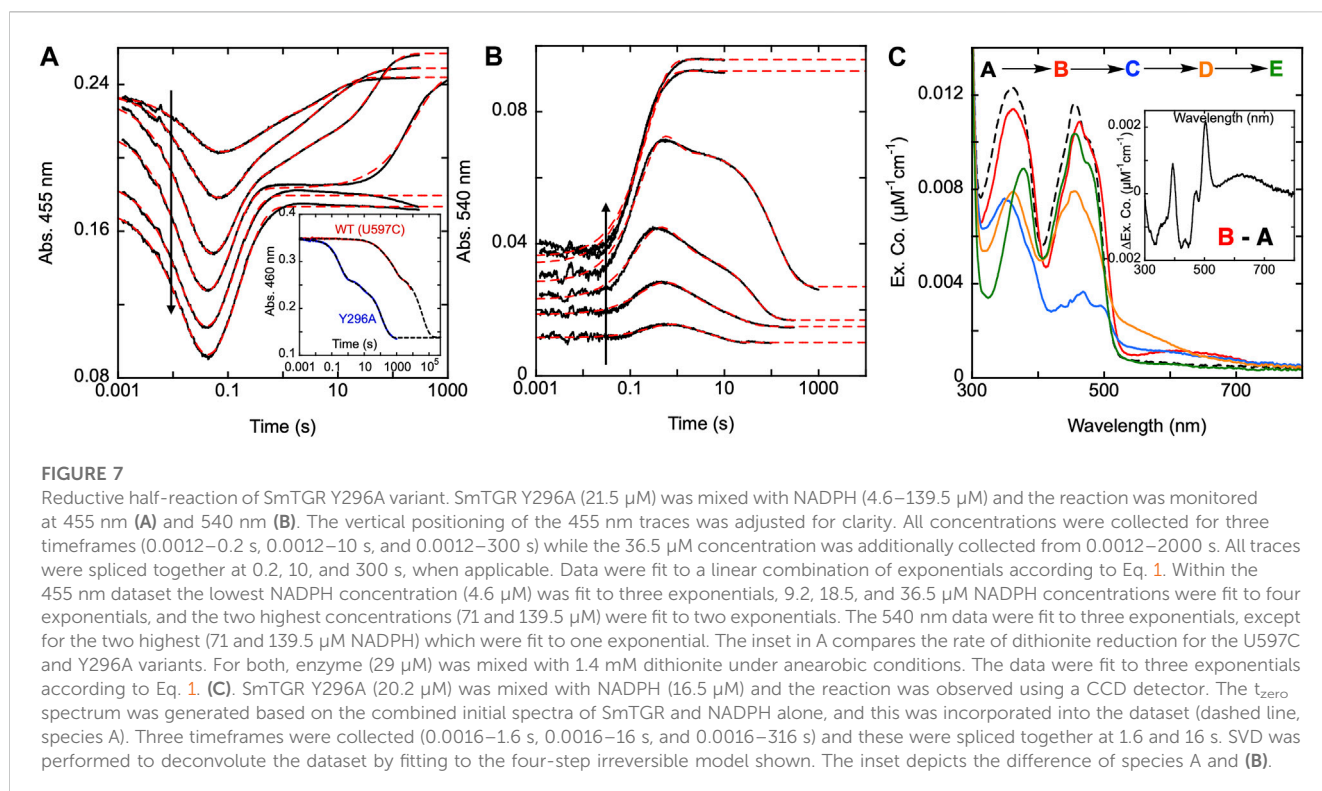 A
B
C
0.24
0.16
0.08
Abs. 455 nm
0.001
0.1
10
1000
Time (s)
0.4
0.3
0.2
0.1
Abs. 460 nm
WT (U597C)
Y296A
Time (s)
0.001
0.1
10
1000
10⁵
0.08
0.04
0
Abs. 540 nm
0.001
0.1
10
1000
Time (s)
A B C D E
0.012
0.008
0.004
0
Ex. Co. (µM⁻¹cm⁻¹)
300
500
700
Wavelength (nm)
Wavelength (nm)
0.002
0
-0.002
ΔEx. Co. (µM⁻¹cm⁻¹)
B - A
300
500
700
FIGURE 7
Reductive half-reaction of SmTGR Y296A variant. SmTGR Y296A (21.5 µM) was mixed with NADPH (4.6–139.5 µM) and the reaction was monitored
at 455 nm (A) and 540 nm (B). The vertical positioning of the 455 nm traces was adjusted for clarity. All concentrations were collected for three
timeframes (0.0012–0.2 s, 0.0012–10 s, and 0.0012–300 s) while the 36.5 µM concentration was additionally collected from 0.0012–2000 s. All traces
were spliced together at 0.2, 10, and 300 s, when applicable. Data were fit to a linear combination of exponentials according to Eq. 1. Within the
455 nm dataset the lowest NADPH concentration (4.6 µM) was fit to three exponentials, 9.2, 18.5, and 36.5 µM NADPH concentrations were fit to four
exponentials, and the two highest concentrations (71 and 139.5 µM) were fit to two exponentials. The 540 nm data were fit to three exponentials, except
for the two highest (71 and 139.5 µM NADPH) which were fit to one exponential. The inset in A compares the rate of dithionite reduction for the U597C
and Y296A variants. For both, enzyme (29 µM) was mixed with 1.4 mM dithionite under anearobic conditions. The data were fit to three exponentials
according to Eq. 1. (C). SmTGR Y296A (20.2 µM) was mixed with NADPH (16.5 µM) and the reaction was observed using a CCD detector. The tzero
spectrum was generated based on the combined initial spectra of SmTGR and NADPH alone, and this was incorporated into the dataset (dashed line,
species A). Three timeframes were collected (0.0016–1.6 s, 0.0016–16 s, and 0.0016–316 s) and these were spliced together at 1.6 and 16 s. SVD was
performed to deconvolute the dataset by fitting to the four-step irreversible model shown. The inset depicts the difference of species A and (B).